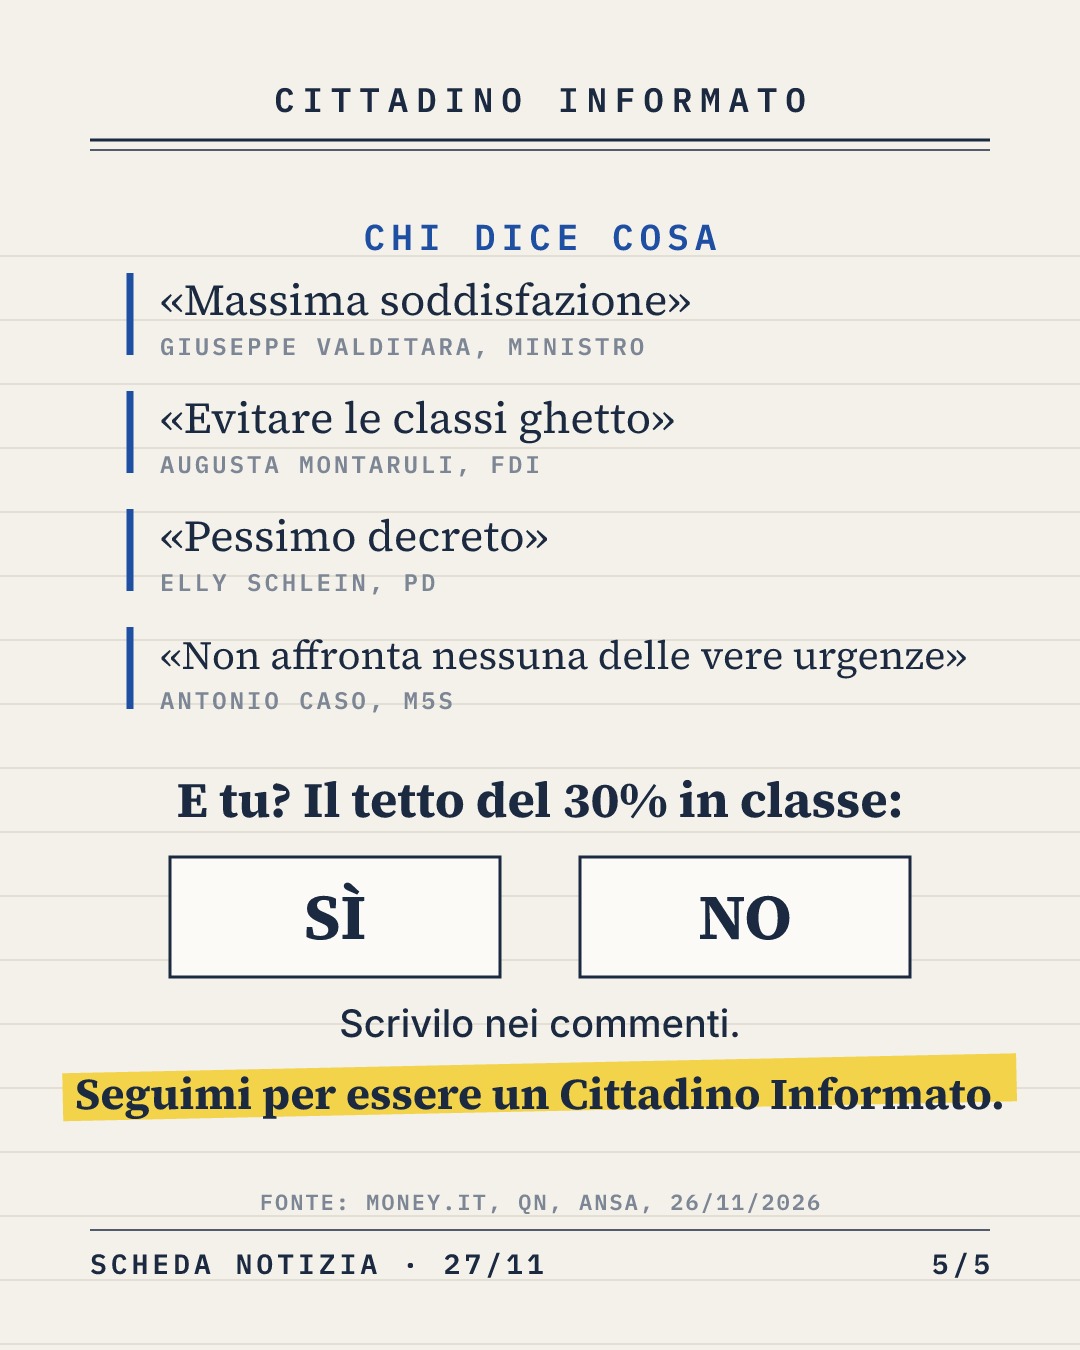 CITTADINO INFORMATO
CHI DICE COSA
«Massima soddisfazione»
GIUSEPPE VALDITARA, MINISTRO
«Evitare le classi ghetto»
AUGUSTA MONTARULI, FDI
«Pessimo decreto»
ELLY SCHLEIN, PD
«Non affronta nessuna delle vere urgenze»
ANTONIO CASO, M5S
E tu? Il tetto del 30% in classe:
SÌ NO
Scrivilo nei commenti.
Seguimi per essere un Cittadino Informato.
FONTE: MONEY.IT, QN, ANSA, 26/11/2026
SCHEDA NOTIZIA · 27/11 5/5